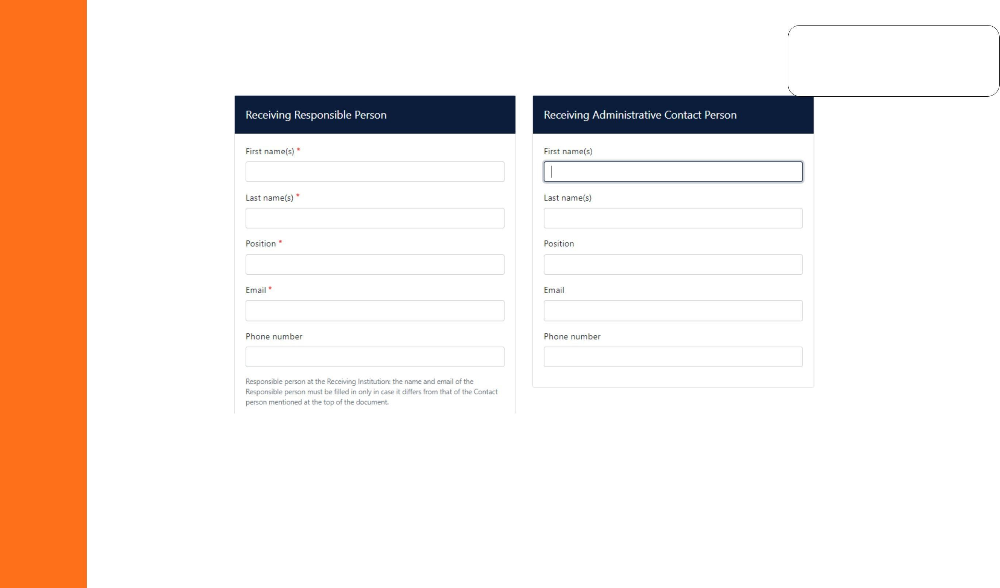 Receiving Responsible Person
First name(s) *
Last name(s) *
Position *
Email *
Phone number
Responsible person at the Receiving Institution: the name and email of the
Responsible person must be filled in only in case it differs from that of the Contact
person mentioned at the top of the document.
Receiving Administrative Contact Person
First name(s)
Last name(s)
Position
Email
Phone number